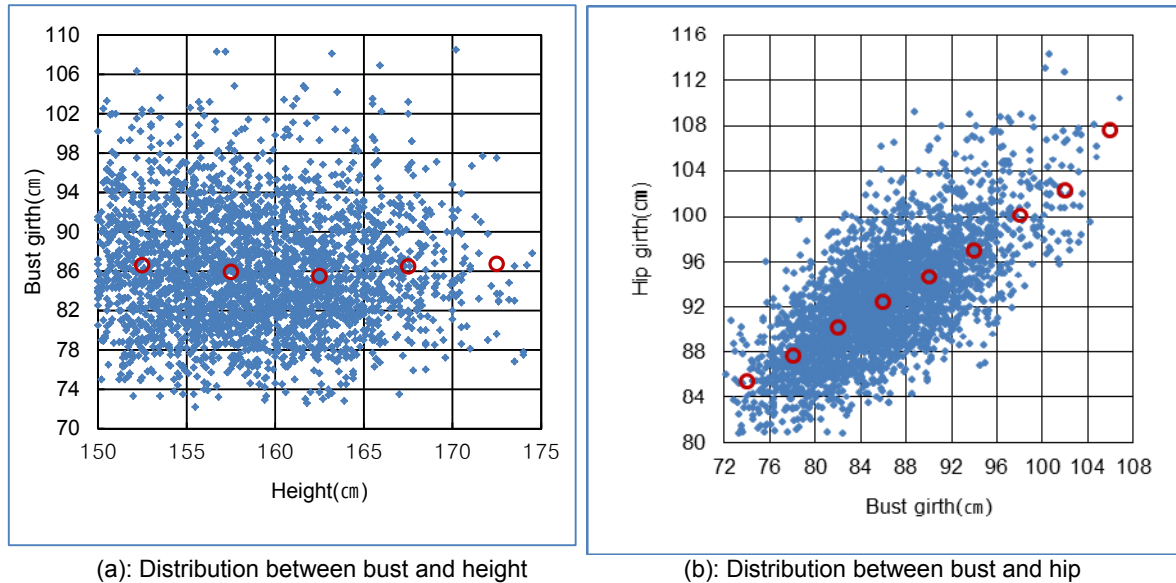 110
106
102
98
94
90
86
82
78
74
70
Bust girth(㎝)
150 155 160 165 170 175
Height(㎝)
(a): Distribution between bust and height
116
112
108
104
100
96
92
88
84
80
Hip girth(㎝)
72 76 80 84 88 92 96 100 104 108
Bust girth(㎝)
(b): Distribution between bust and hip